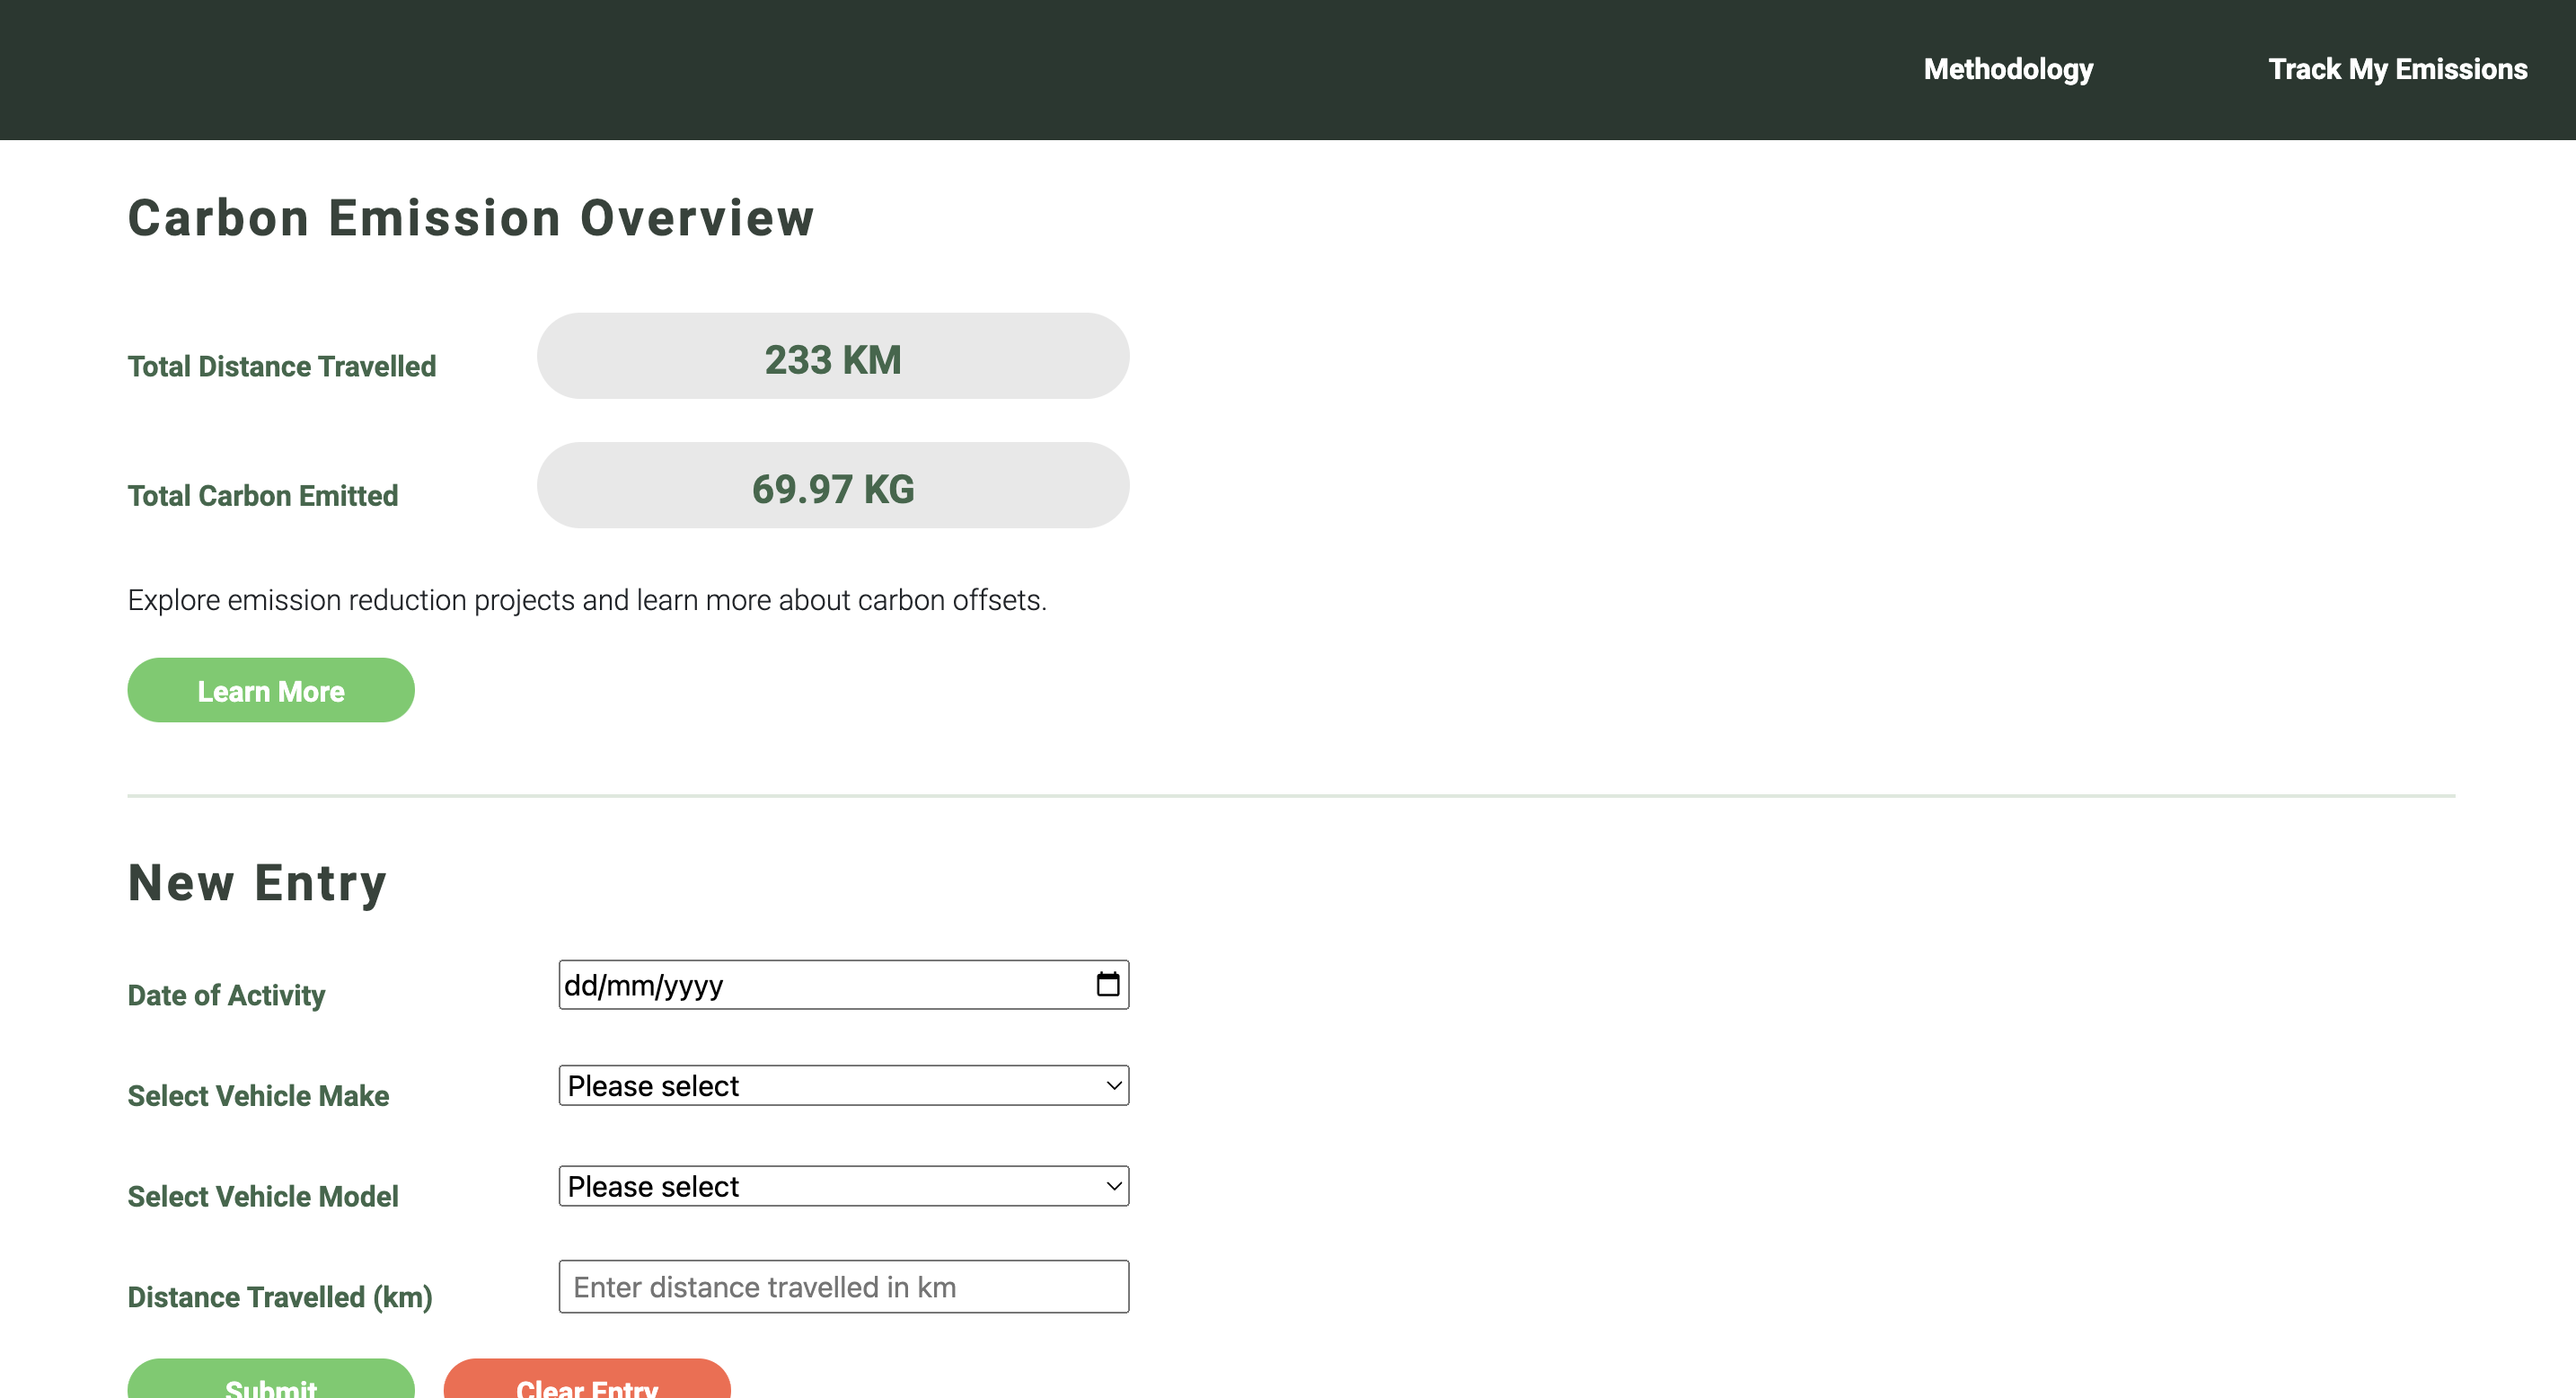 Methodology Track My Emissions
Carbon Emission Overview
Total Distance Travelled 233 KM
Total Carbon Emitted 69.97 KG
Explore emission reduction projects and learn more about carbon offsets.
Learn More
New Entry
Date of Activity dd/mm/yyyy
Select Vehicle Make Please select
Select Vehicle Model Please select
Distance Travelled (km) Enter distance travelled in km
Submit Clear Entry